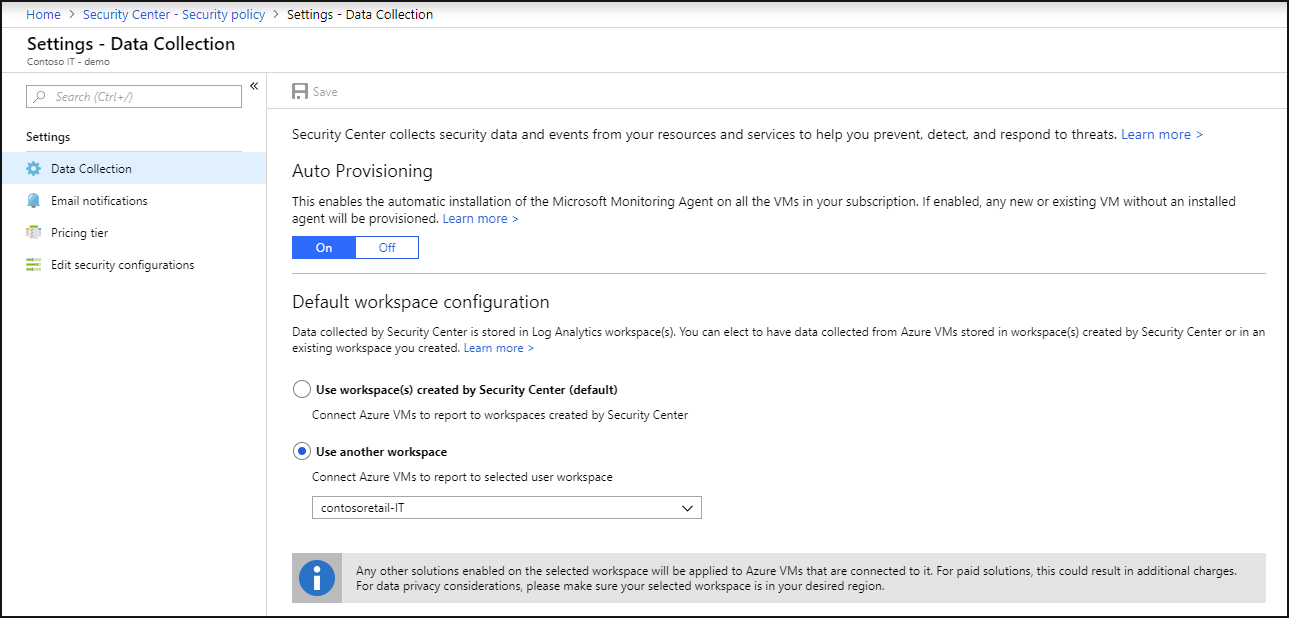 Home > Security Center - Security policy > Settings - Data Collection
Settings - Data Collection
Contoso IT - demo
Search (Ctrl+/)
«
Settings
Data Collection
Email notifications
Pricing tier
Edit security configurations
Save
Security Center collects security data and events from your resources and services to help you prevent, detect, and respond to threats. Learn more >
Auto Provisioning
This enables the automatic installation of the Microsoft Monitoring Agent on all the VMs in your subscription. If enabled, any new or existing VM without an installed
agent will be provisioned. Learn more >
On Off
Default workspace configuration
Data collected by Security Center is stored in Log Analytics workspace(s). You can elect to have data collected from Azure VMs stored in workspace(s) created by Security Center or in an
existing workspace you created. Learn more >
Use workspace(s) created by Security Center (default)
Connect Azure VMs to report to workspaces created by Security Center
Use another workspace
Connect Azure VMs to report to selected user workspace
contosoretail-IT
Any other solutions enabled on the selected workspace will be applied to Azure VMs that are connected to it. For paid solutions, this could result in additional charges.
For data privacy considerations, please make sure your selected workspace is in your desired region.